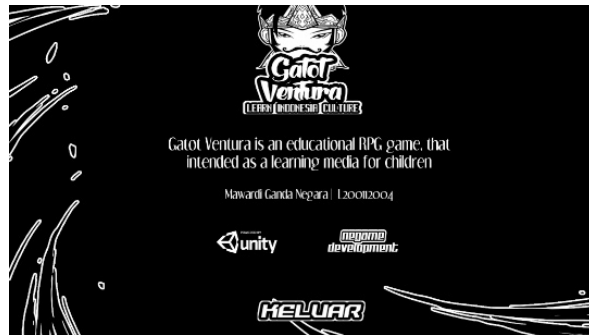 Gatot
Ventura
LEARN INDONESIA CULTURE
Gatot Ventura is an educational RPG game, that
intended as a learning media for children
Mawardi Ganda Negara | L200112004
unity
negame
development
KELUAR